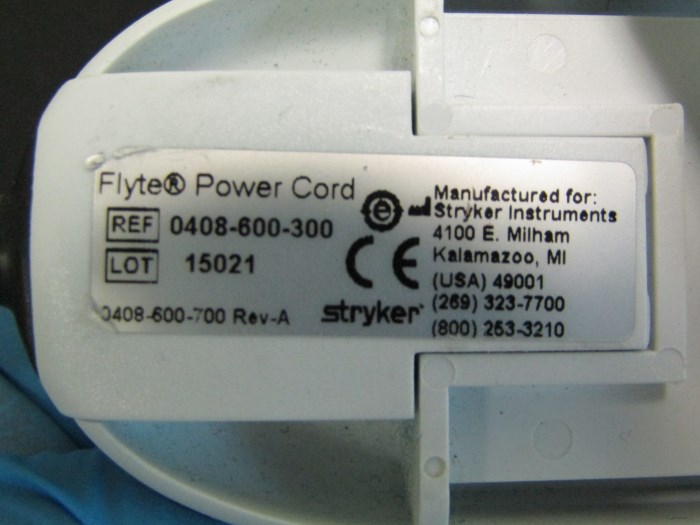 Flyte® Power Cord
REF 0408-600-300
LOT 15021
0408-600-700 Rev-A
e
CE
stryker®
Manufactured for:
Stryker Instruments
4100 E. Milham
Kalamazoo, MI
(USA) 49001
(269) 323-7700
(800) 253-3210